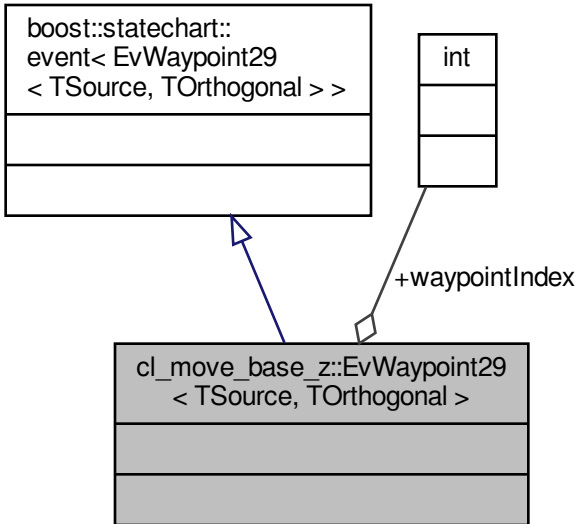 boost::statechart::
event< EvWaypoint29
< TSource, TOrthogonal > >
int
+waypointIndex
cl_move_base_z::EvWaypoint29
< TSource, TOrthogonal >